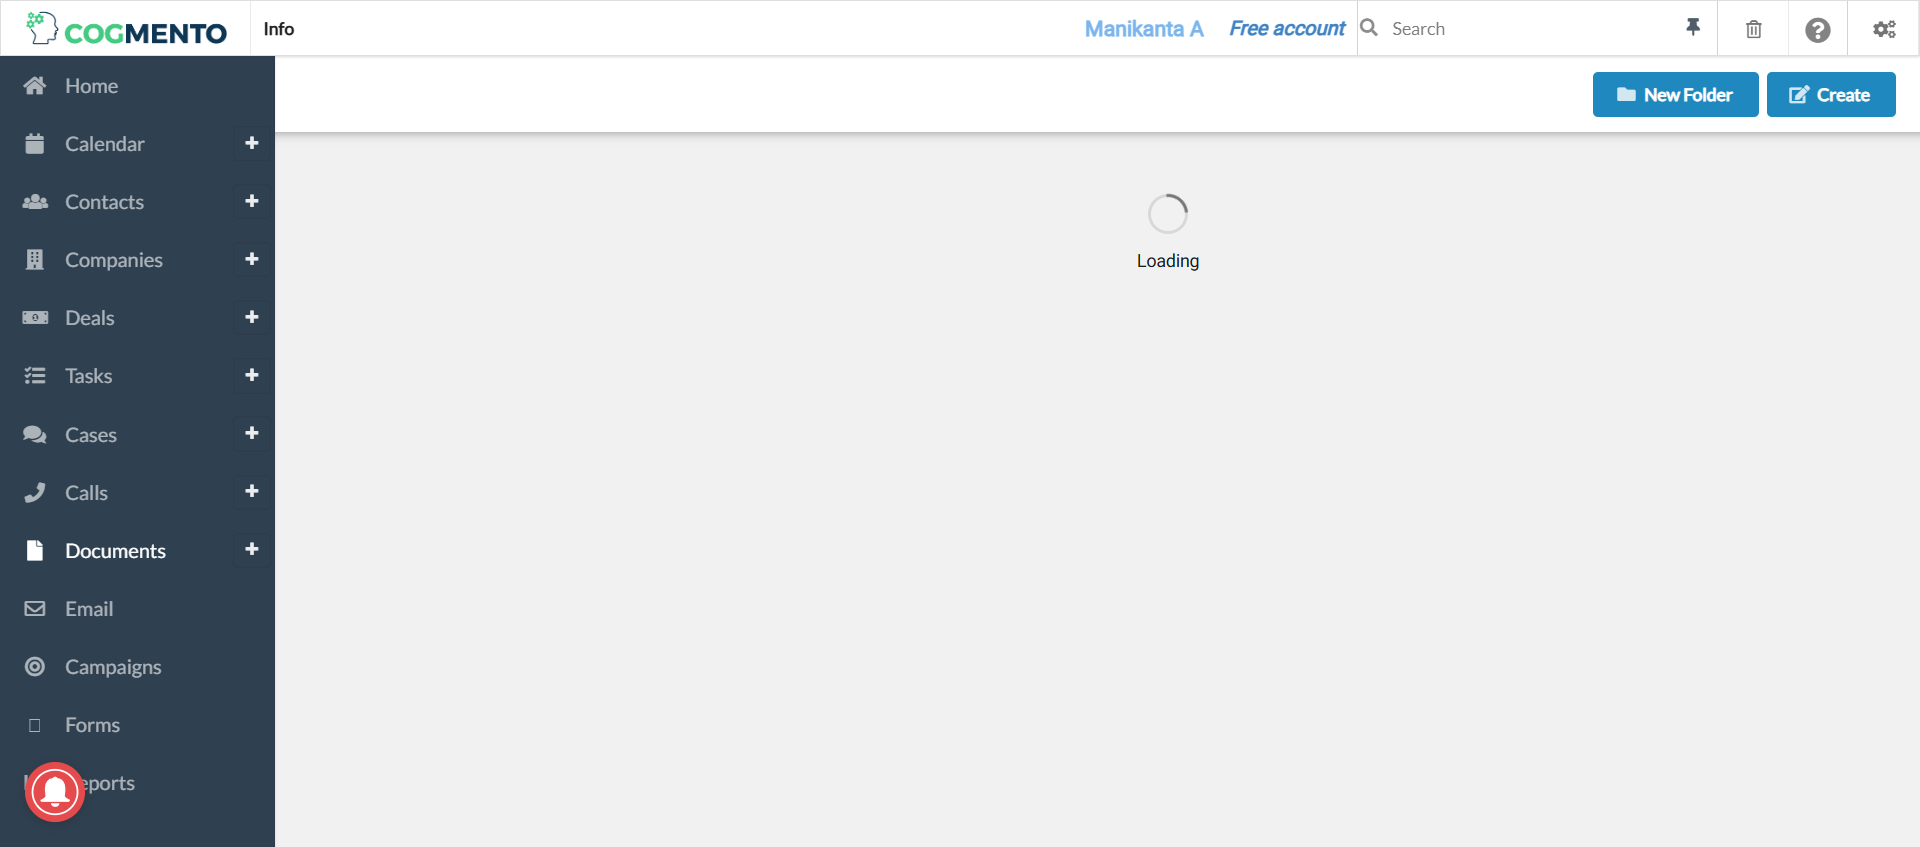 COGMENTO
Info
Manikanta A
Free account
Search
New Folder
Create
Home
Calendar
Contacts
Companies
Deals
Tasks
Cases
Calls
Documents
Email
Campaigns
Forms
eports
Loading